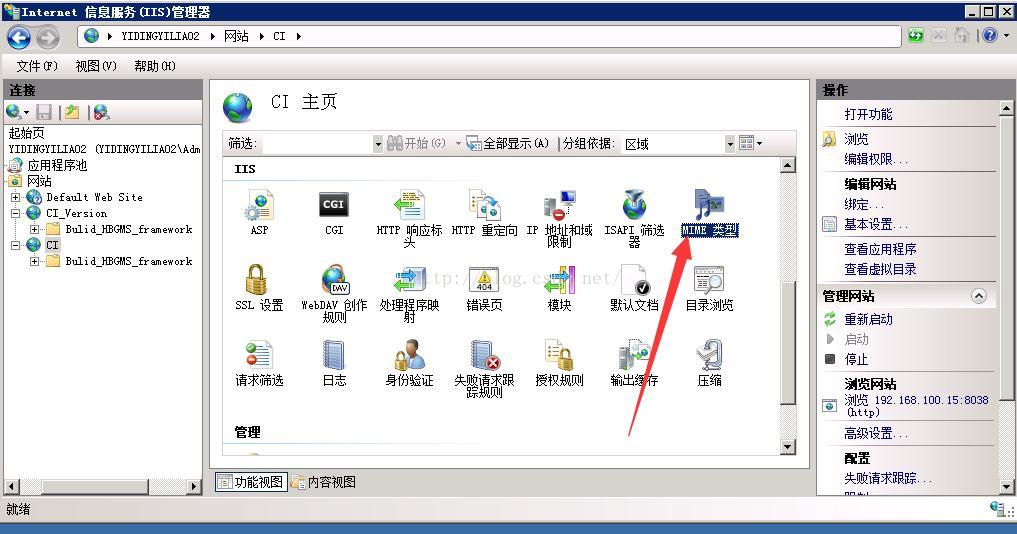 Internet 信息服务(IIS)管理器
YIDINGYILIAO2 网站 CI
文件(F) 视图(V) 帮助(H)
连接
起始页
YIDINGYILIAO2 (YIDINGYILIAO2\Adm
应用程序池
网站
Default Web Site
CI_Version
Bulid_HBGMS_framework
CI
Bulid_HBGMS_framework
CI 主页
筛选: 开始(G) 全部显示(A) 分组依据: 区域
IIS
ASP
CGI
HTTP 响应标头
HTTP 重定向
IP 地址和域限制
ISAPI 筛选器
MIME 类型
SSL 设置
WebDAV 创作规则
处理程序映射
错误页
模块
默认文档
目录浏览
请求筛选
日志
身份验证
失败请求跟踪规则
授权规则
输出缓存
压缩
管理
功能视图 内容视图
操作
打开功能
浏览
编辑权限...
编辑网站
绑定...
基本设置...
查看应用程序
查看虚拟目录
管理网站
重新启动
启动
停止
浏览网站
浏览 192.168.100.15:8038
(http)
高级设置...
配置
失败请求跟踪...
就绪